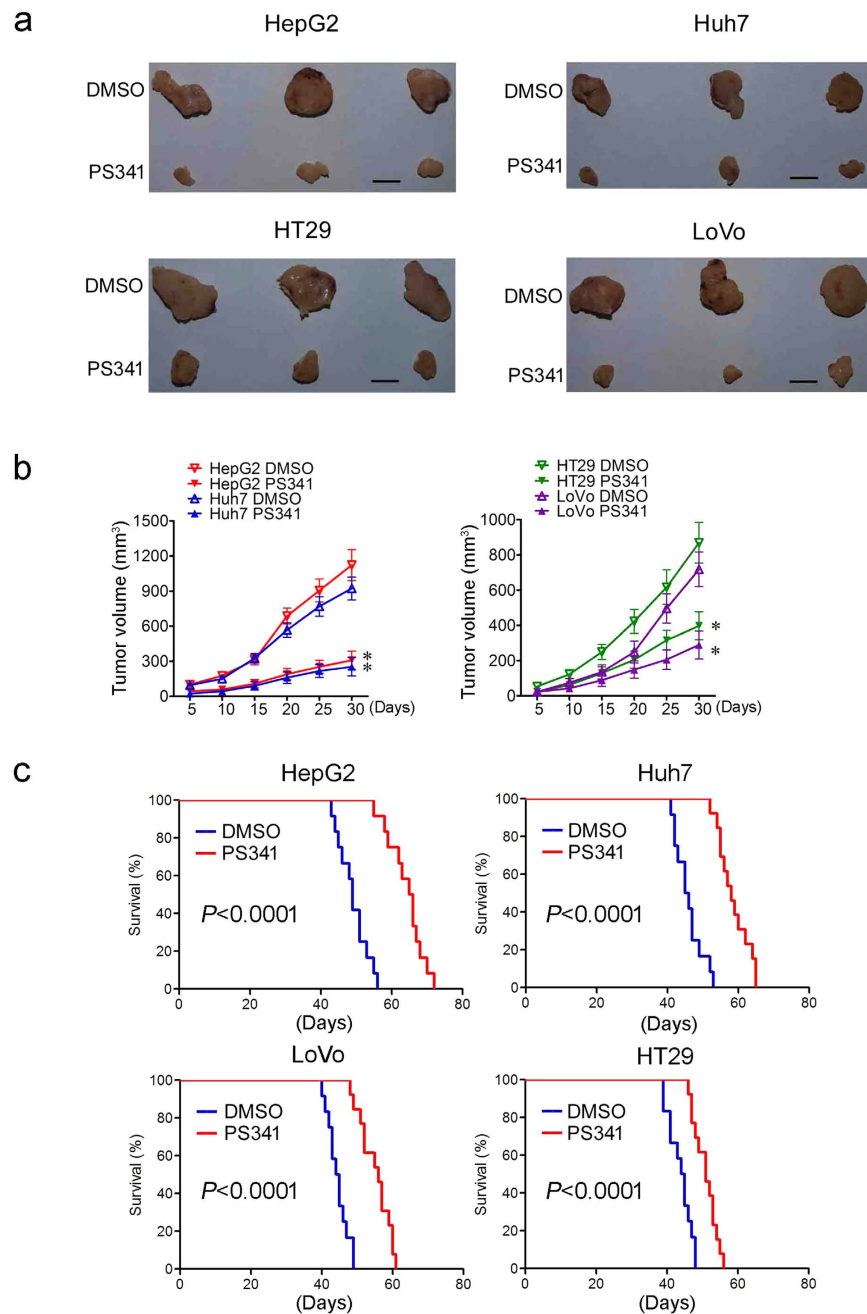 a
HepG2
Huh7
DMSO
DMSO
PS341
PS341
HT29
LoVo
DMSO
DMSO
PS341
PS341
b
HepG2 DMSO
HepG2 PS341
Huh7 DMSO
Huh7 PS341
HT29 DMSO
HT29 PS341
LoVo DMSO
LoVo PS341
Tumor volume (mm³)
1500
1200
900
600
300
0
5 10 15 20 25 30 (Days)
*
*
Tumor volume (mm³)
1000
800
600
400
200
0
5 10 15 20 25 30 (Days)
*
*
c
HepG2
Survival (%)
100
80
60
40
20
0
DMSO
PS341
P<0.0001
0 20 40 60 80
(Days)
Huh7
Survival (%)
100
80
60
40
20
0
DMSO
PS341
P<0.0001
0 20 40 60 80
(Days)
LoVo
Survival (%)
100
80
60
40
20
0
DMSO
PS341
P<0.0001
0 20 40 60 80
(Days)
HT29
Survival (%)
100
80
60
40
20
0
DMSO
PS341
P<0.0001
0 20 40 60 80
(Days)